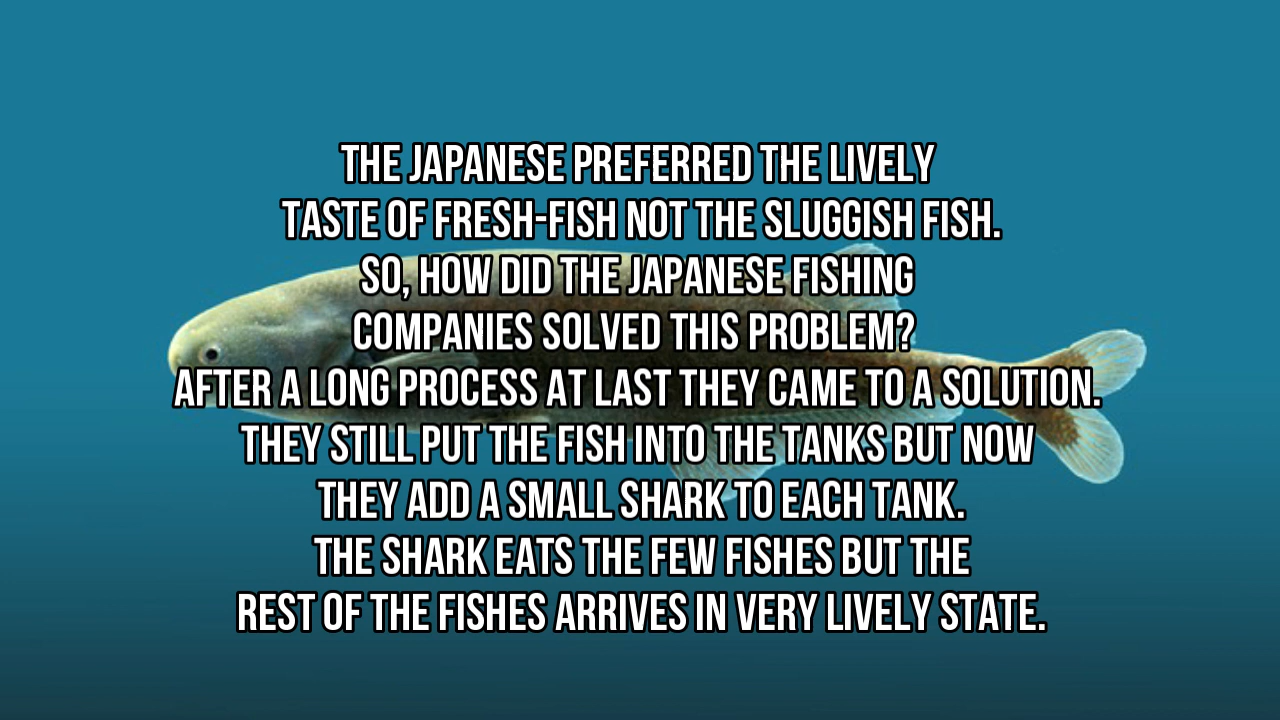 THE JAPANESE PREFERRED THE LIVELY
TASTE OF FRESH-FISH NOT THE SLUGGISH FISH.
SO, HOW DID THE JAPANESE FISHING
COMPANIES SOLVED THIS PROBLEM?
AFTER A LONG PROCESS AT LAST THEY CAME TO A SOLUTION.
THEY STILL PUT THE FISH INTO THE TANKS BUT NOW
THEY ADD A SMALL SHARK TO EACH TANK.
THE SHARK EATS THE FEW FISHES BUT THE
REST OF THE FISHES ARRIVES IN VERY LIVELY STATE.